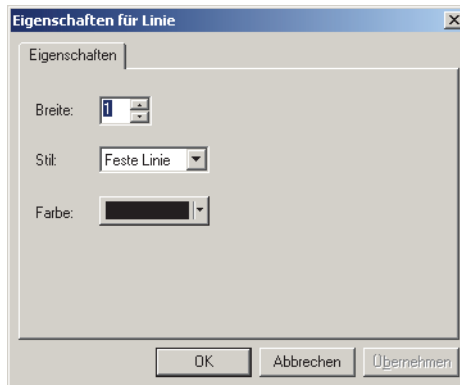 Eigenschaften für Linie
Eigenschaften
Breite: 1
Stil: Feste Linie
Farbe:
OK Abbrechen Übernehmen